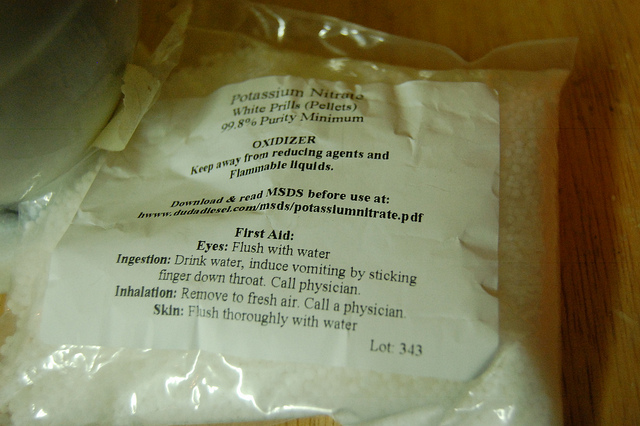 Potassium Nitrate
White Prills (Pellets)
99.8% Purity Minimum
OXIDIZER
Keep away from reducing agents and
Flammable liquids.
Download & read MSDS before use at:
hwww.dudadiesel.com/msds/potassiumnitrate.pdf
First Aid:
Eyes: Flush with water
Ingestion: Drink water, induce vomiting by sticking
finger down throat. Call physician.
Inhalation: Remove to fresh air. Call a physician.
Skin: Flush thoroughly with water
Lot: 343